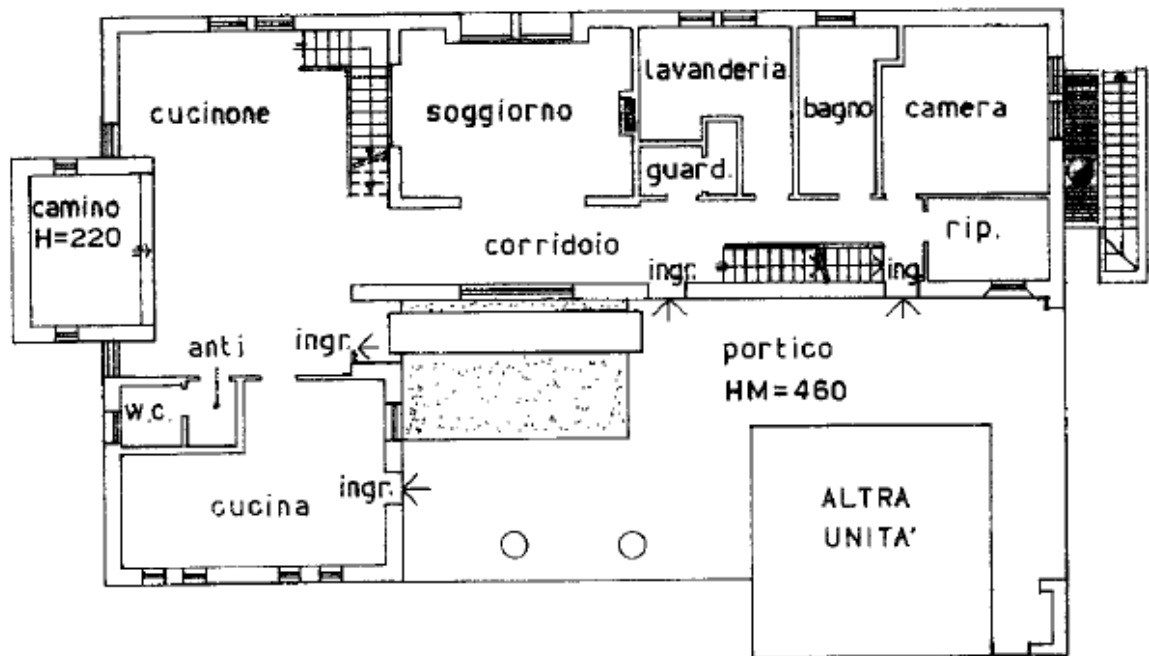 cucinone
soggiorno
lavanderia
bagno
camera
guard.
camino
H=220
corridoio
rip.
ingr.
ing.
anti
ingr.
portico
HM=460
w.c.
cucina
ingr.
ALTRA
UNITA'